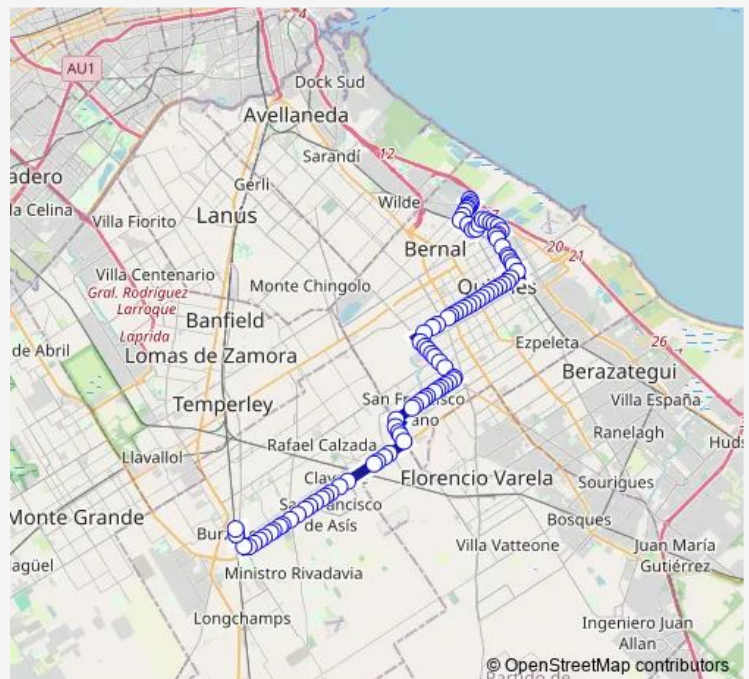 4
AU1
Dock Sud
Avellaneda
adero
Sarandí
12
Gerli
la Celina
Villa Fiorito
Lanús
Wilde
Bernal
20
21
Villa Centenario
Gral. Rodríguez
Larroque
Monte Chingolo
Laprida
Banfield
de Abril
Lomas de Zamora
Ezpeleta
26
Berazategui
Temperley
Villa España
Ranelagh
Rafael Calzada
Llavallol
Florencio Varela
Sourigues
Monte Grande
de Asís
Bosques
Villa Vatteone
Juan María
Gutiérrez
agüel
Ministro Rivadavia
Longchamps
Ingeniero Juan
Allan
© OpenStreetMap contributors